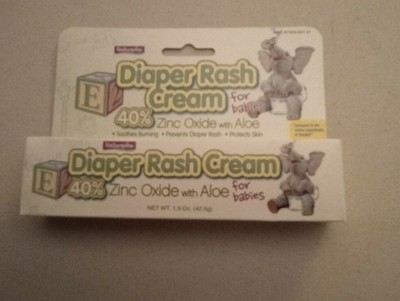 Diaper Rash
Cream for
babies
E
40% Zinc Oxide with Aloe
• Soothes Burning • Prevents Diaper Rash • Protects Skin
Diaper Rash Cream
E
40% Zinc Oxide with Aloe for
babies
NET WT. 1.5 Oz. (42.5g)